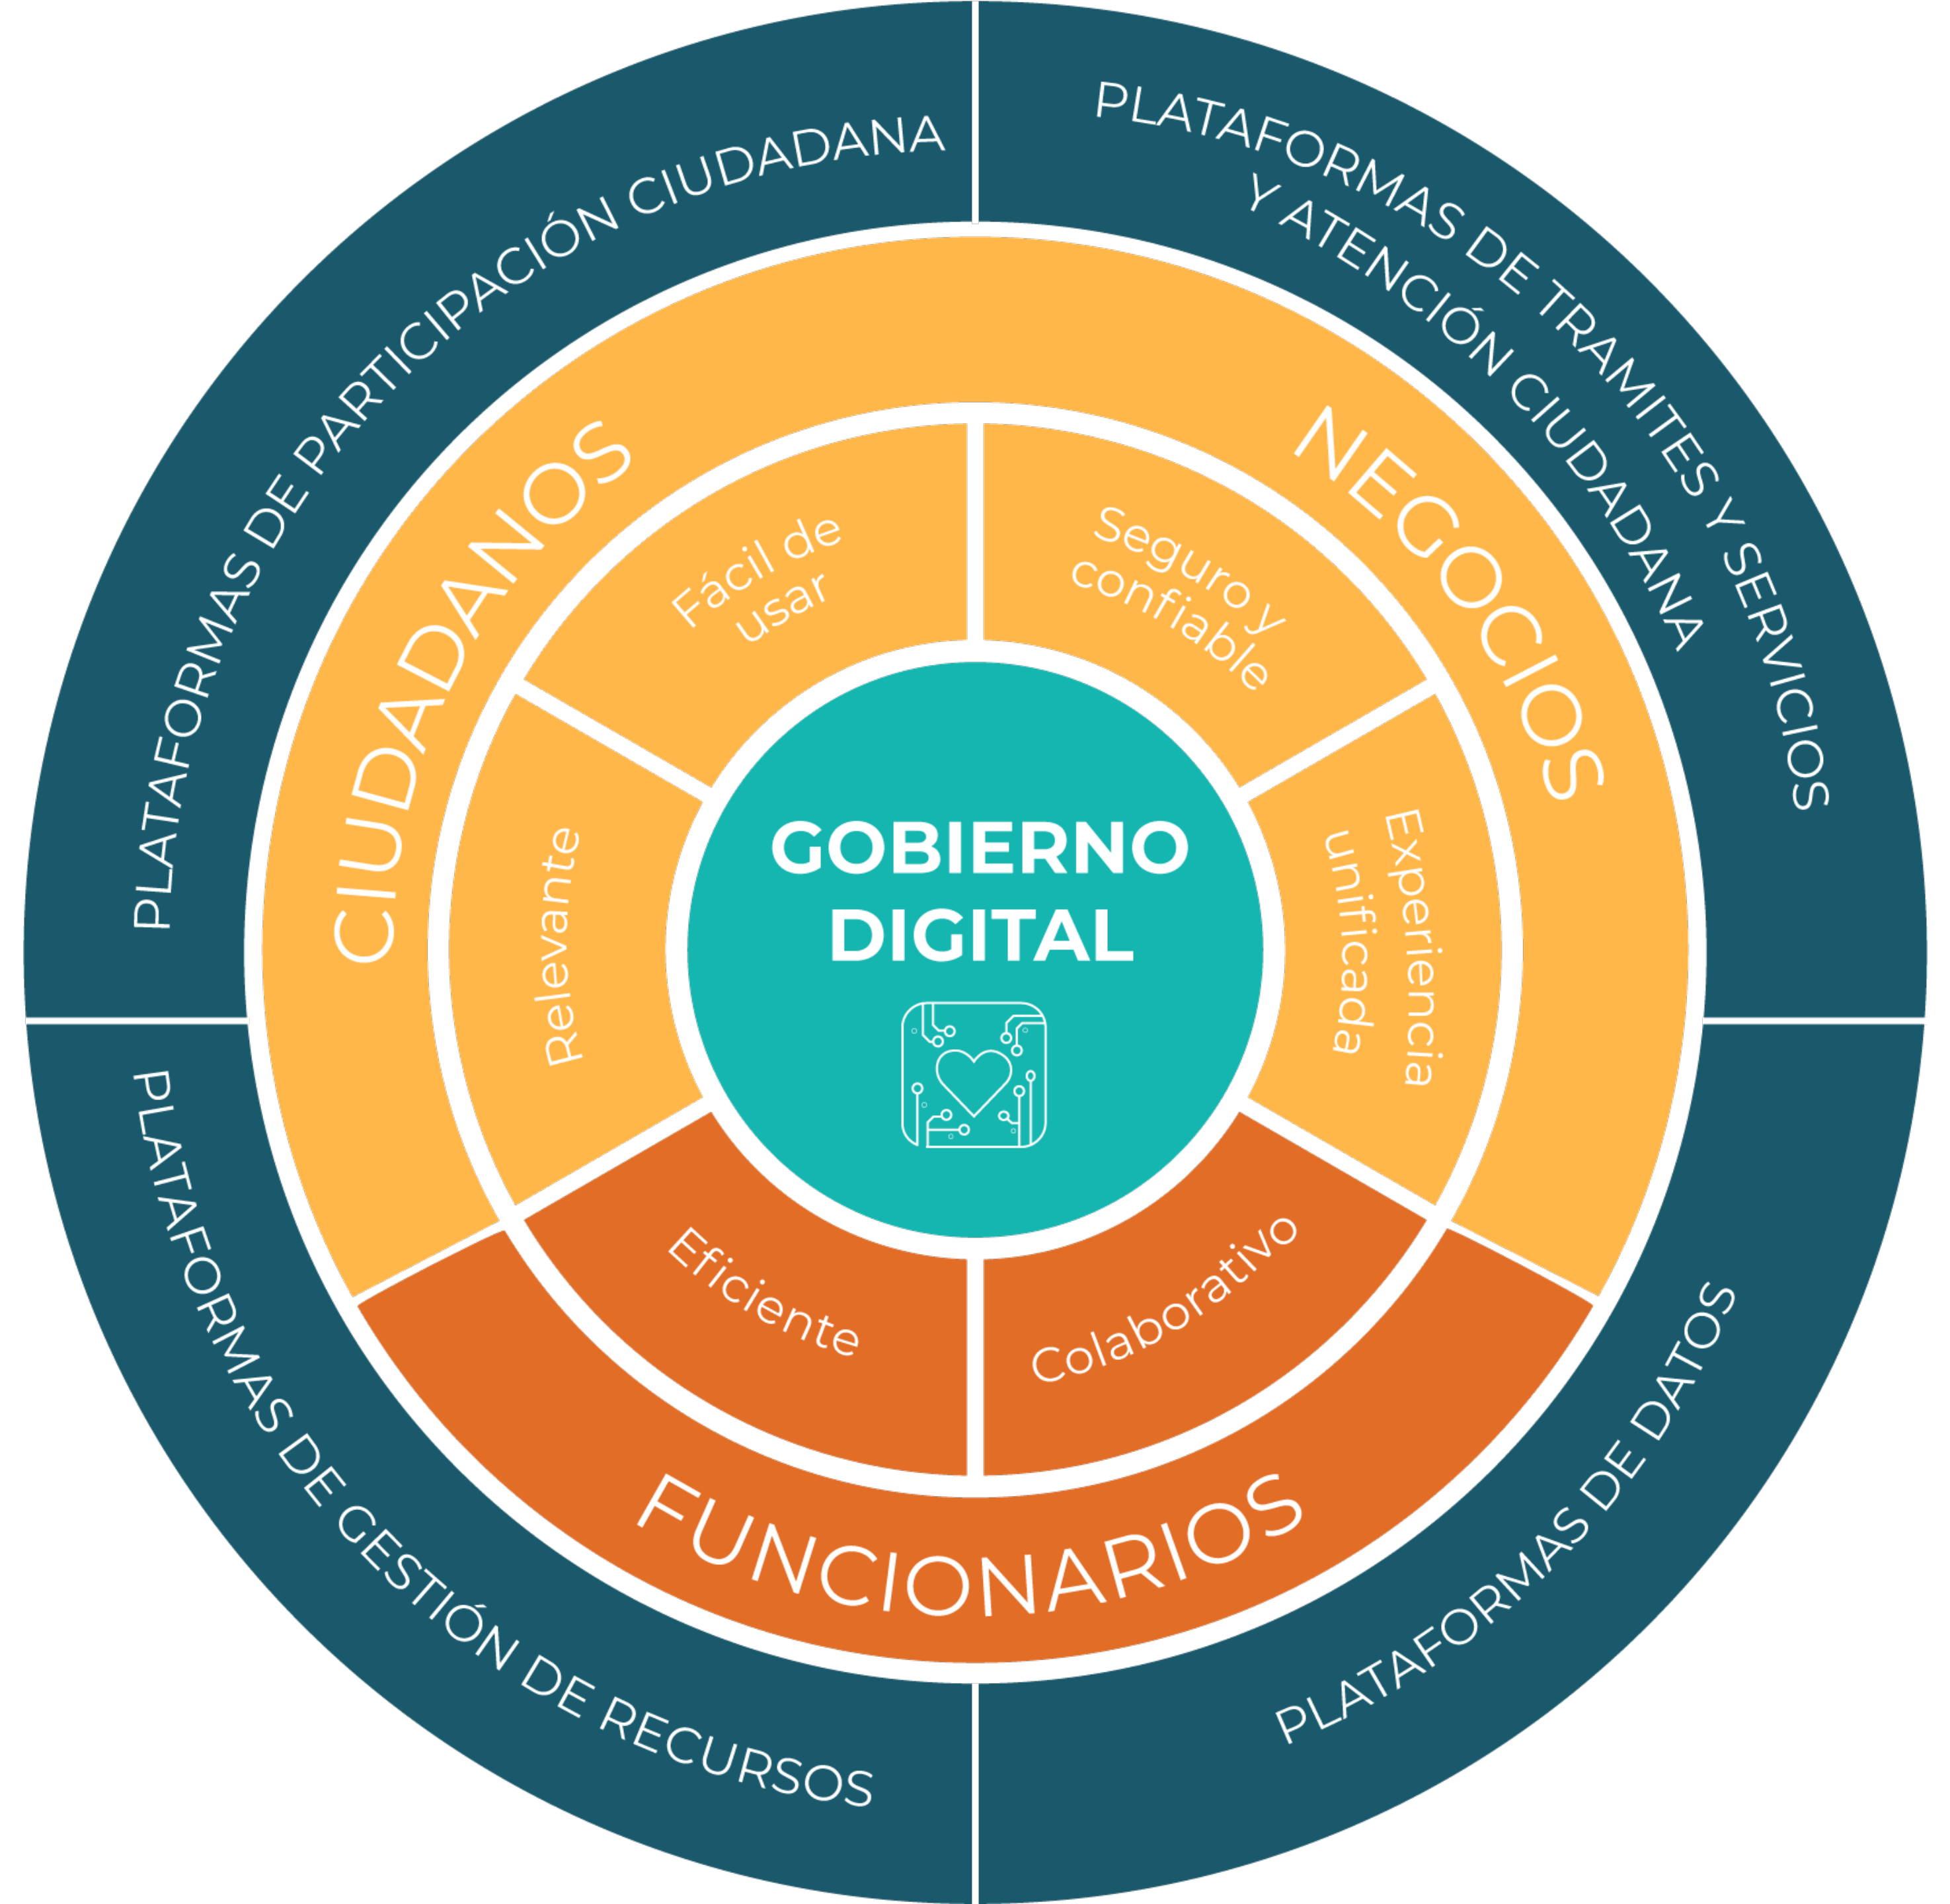 PLATAFORMAS DE PARTICIPACIÓN CIUDADANA
PLATAFORMAS DE TRAMITES Y SERVICIOS
Y ATENCIÓN CIUDADANA
CIUDADANOS
NEGOCIOS
Fácil de
usar
Seguro y
confiable
Relevante
GOBIERNO
DIGITAL
Experiencia
unificada
Eficiente
Colaborativo
FUNCIONARIOS
PLATAFORMAS DE GESTIÓN DE RECURSOS
PLATAFORMAS DE DATOS